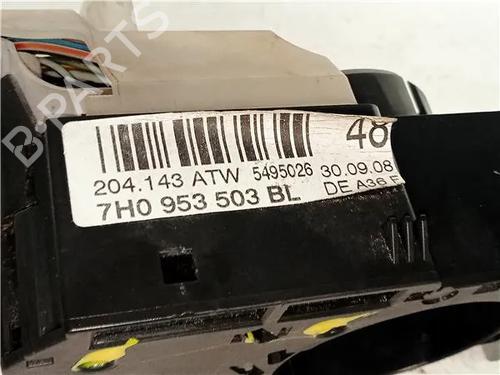 B-PARTS
48
204.143 ATW 5495026 30.09.08
7H0 953 503 BL DE A36 F